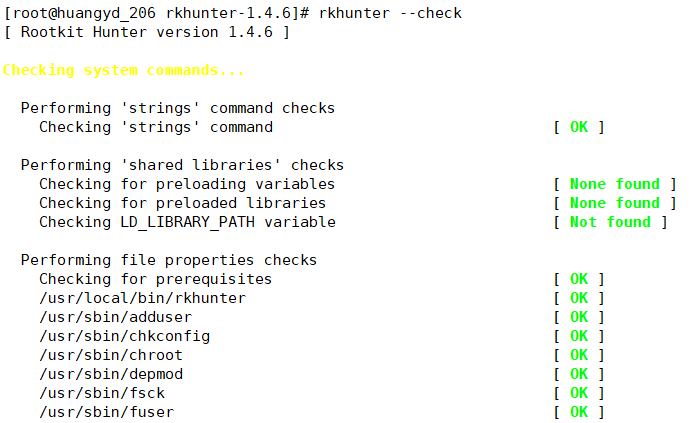 [root@huangyd_206 rkhunter-1.4.6]# rkhunter --check
[ Rootkit Hunter version 1.4.6 ]
Checking system commands...
Performing 'strings' command checks
Checking 'strings' command [ OK ]
Performing 'shared libraries' checks
Checking for preloading variables [ None found ]
Checking for preloaded libraries [ None found ]
Checking LD_LIBRARY_PATH variable [ Not found ]
Performing file properties checks
Checking for prerequisites [ OK ]
/usr/local/bin/rkhunter [ OK ]
/usr/sbin/adduser [ OK ]
/usr/sbin/chkconfig [ OK ]
/usr/sbin/chroot [ OK ]
/usr/sbin/depmod [ OK ]
/usr/sbin/fsck [ OK ]
/usr/sbin/fuser [ OK ]